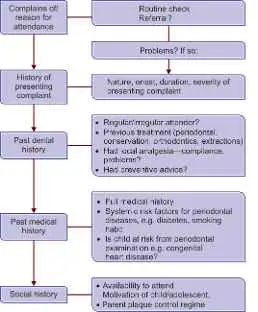 Complains of/
reason for
attendance
Routine check
Referral?
Problems? If so:
History of
presenting
complaint
Nature, onset, duration, severity of
presenting complaint
Past dental
history
• Regular/irregular attender?
• Previous treatment (periodontal,
conservation, orthodontics, extractions)
• Had local analgesia—compliance,
problems?
• Had preventive advice?
Past medical
history
• Full medical history
• Systemic risk factors for periodontal
diseases, e.g. diabetes, smoking
habit
• Is child at risk from periodontal
examination e.g. congenital
heart disease?
Social history
• Availability to attend
Motivation of child/adolescent,
• Parent plaque control regime